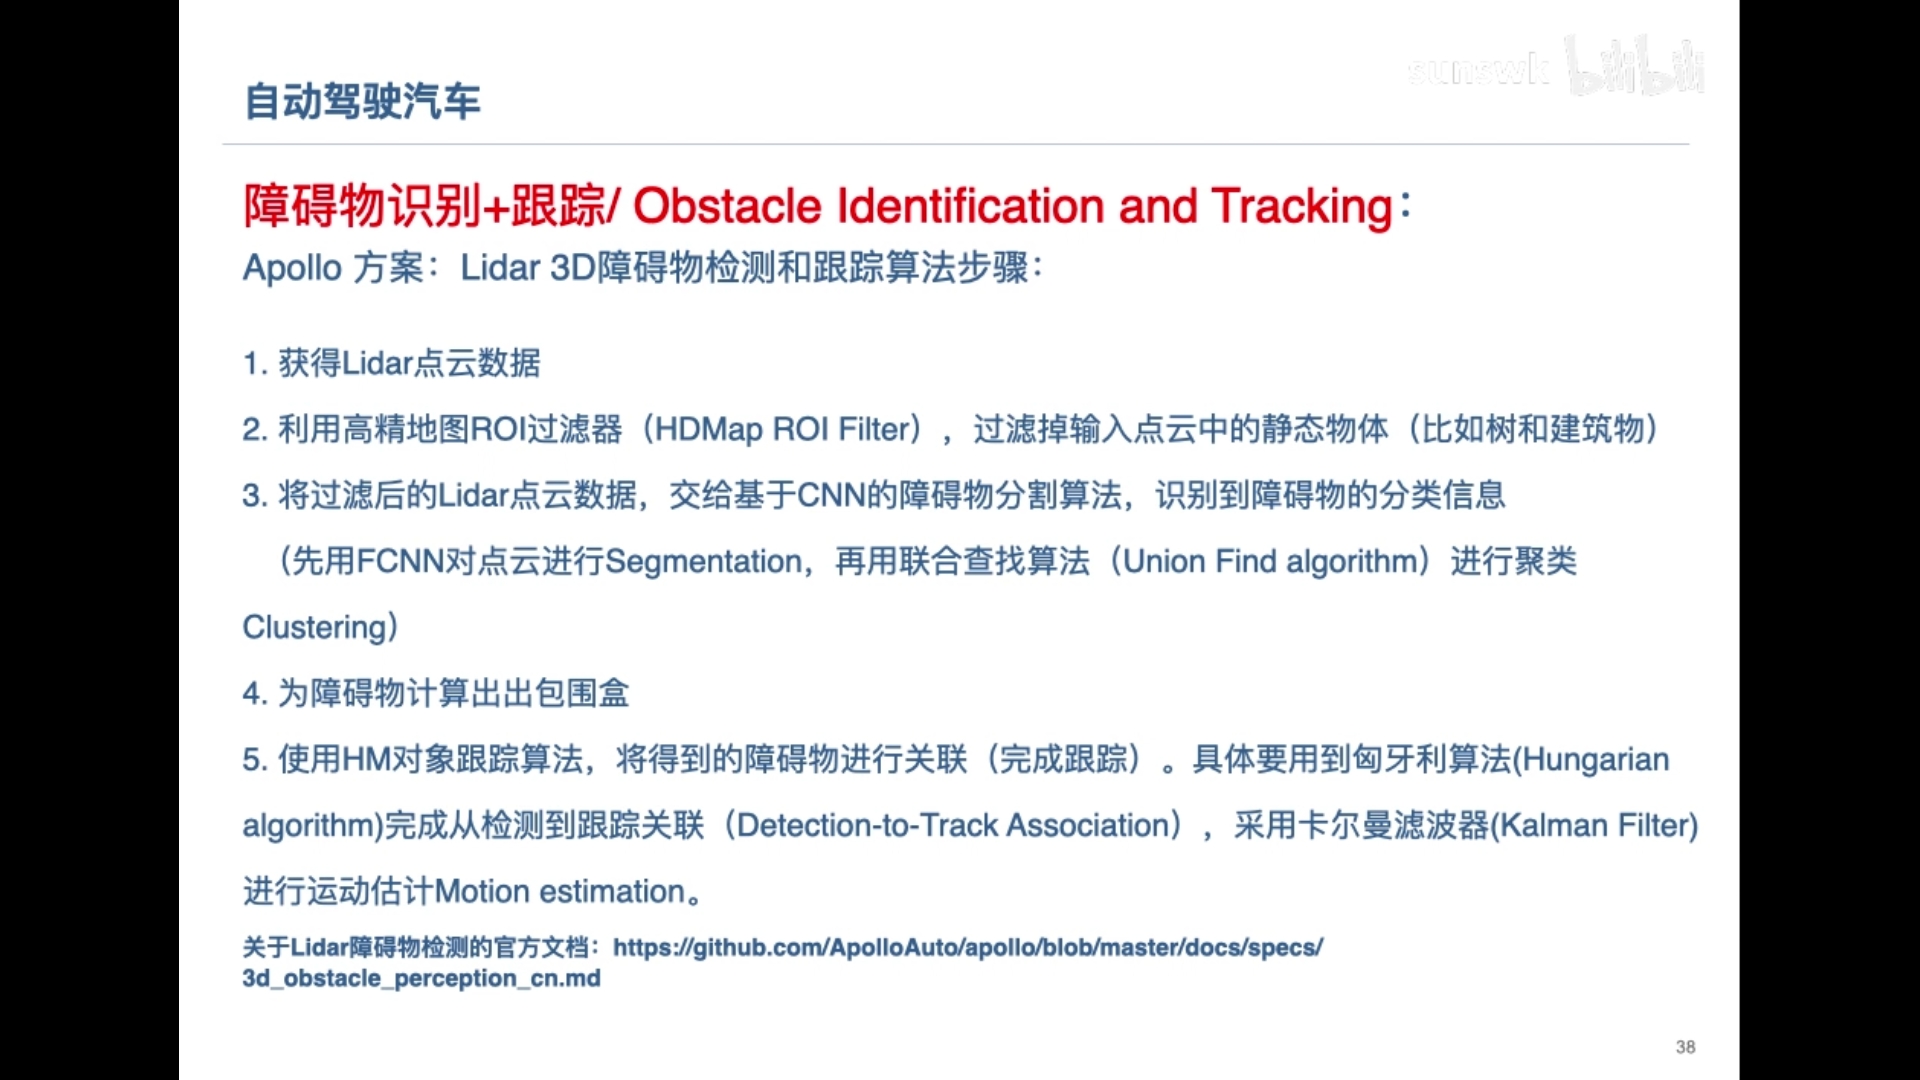 sunswk bilibili
自动驾驶汽车
障碍物识别+跟踪/ Obstacle Identification and Tracking：
Apollo 方案：Lidar 3D障碍物检测和跟踪算法步骤：
1. 获得Lidar点云数据
2. 利用高精地图ROI过滤器（HDMap ROI Filter），过滤掉输入点云中的静态物体（比如树和建筑物）
3. 将过滤后的Lidar点云数据，交给基于CNN的障碍物分割算法，识别到障碍物的分类信息
（先用FCNN对点云进行Segmentation，再用联合查找算法（Union Find algorithm）进行聚类
Clustering）
4. 为障碍物计算出出包围盒
5. 使用HM对象跟踪算法，将得到的障碍物进行关联（完成跟踪）。具体要用到匈牙利算法(Hungarian
algorithm)完成从检测到跟踪关联（Detection-to-Track Association），采用卡尔曼滤波器(Kalman Filter)
进行运动估计Motion estimation。
关于Lidar障碍物检测的官方文档：https://github.com/ApolloAuto/apollo/blob/master/docs/specs/
3d_obstacle_perception_cn.md
38